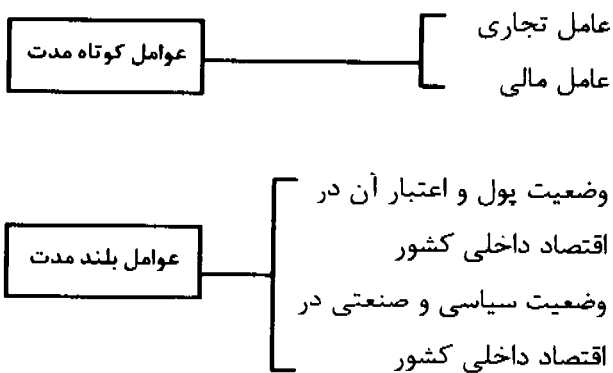 عوامل کوتاه مدت
عامل تجاری
عامل مالی
عوامل بلند مدت
وضعیت پول و اعتبار آن در
اقتصاد داخلی کشور
وضعیت سیاسی و صنعتی در
اقتصاد داخلی کشور